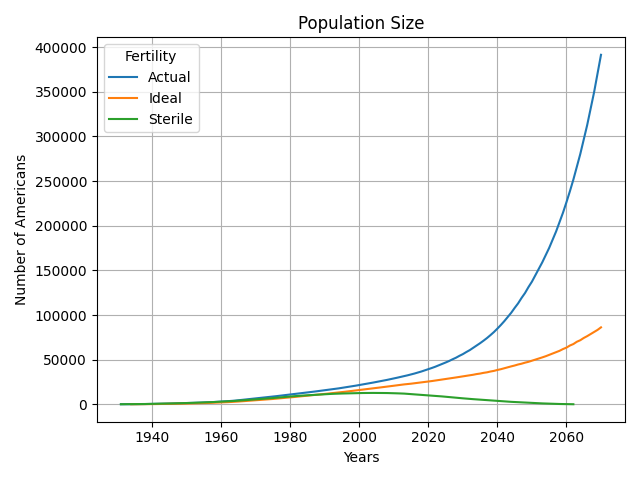 Population Size
Fertility
Actual
Ideal
Sterile
400000
350000
300000
250000
200000
150000
100000
50000
0
Number of Americans
1940 1960 1980 2000 2020 2040 2060
Years